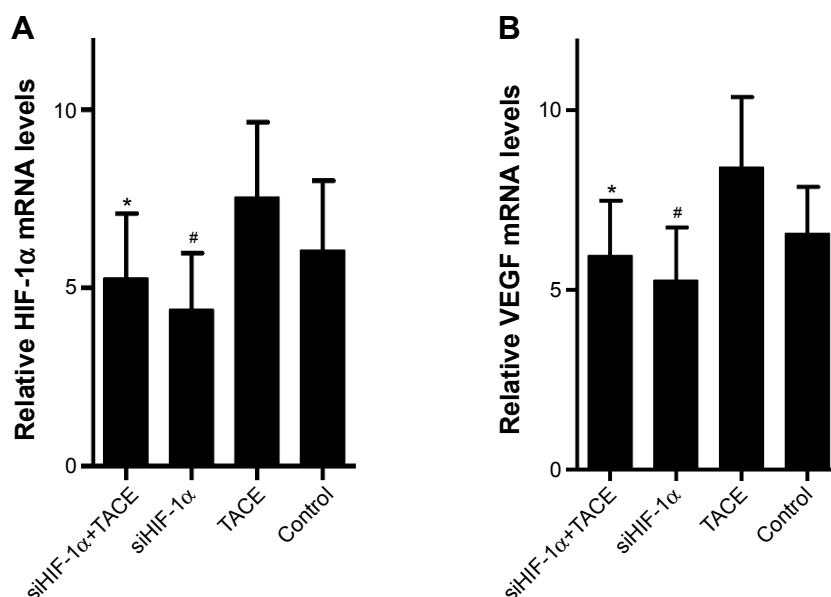 A
Relative HIF-1α mRNA levels
10
5
0
*
#
siHIF-1α+TACE
siHIF-1α
TACE
Control
B
Relative VEGF mRNA levels
10
5
0
*
#
siHIF-1α+TACE
siHIF-1α
TACE
Control